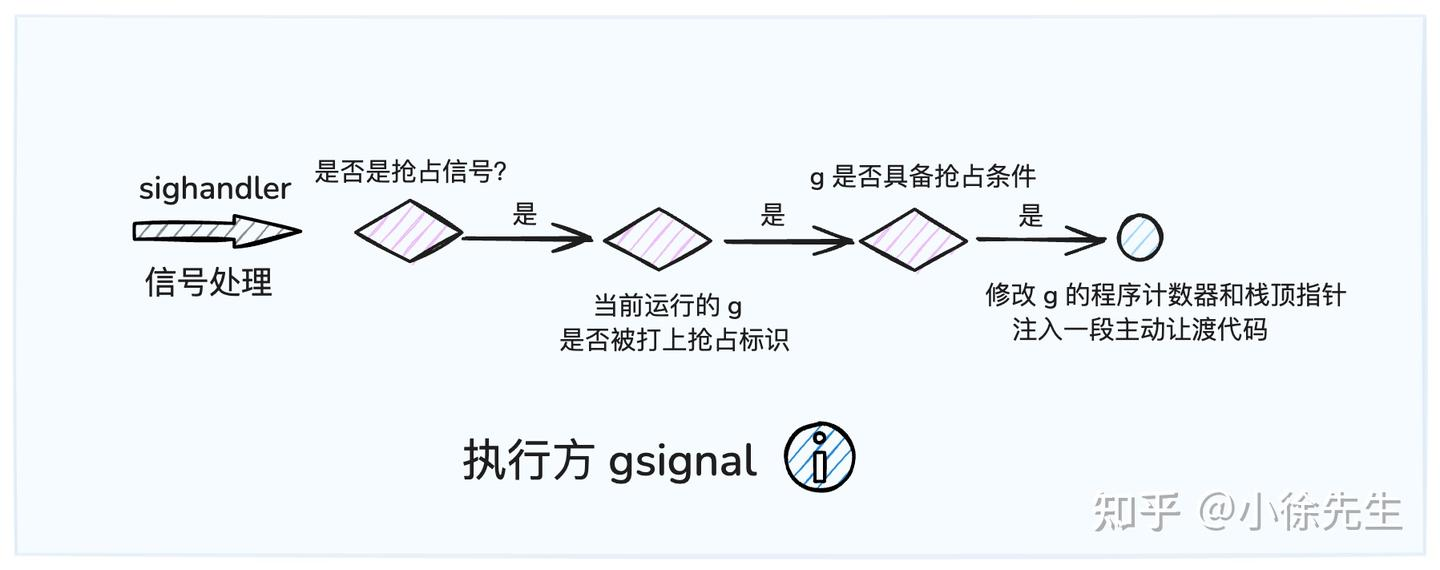 sighandler
信号处理
是否是抢占信号?
是
当前运行的 g
是否被打上抢占标识
是
g 是否具备抢占条件
是
修改 g 的程序计数器和栈顶指针
注入一段主动让渡代码
执行方 gsignal
知乎 @小徐先生